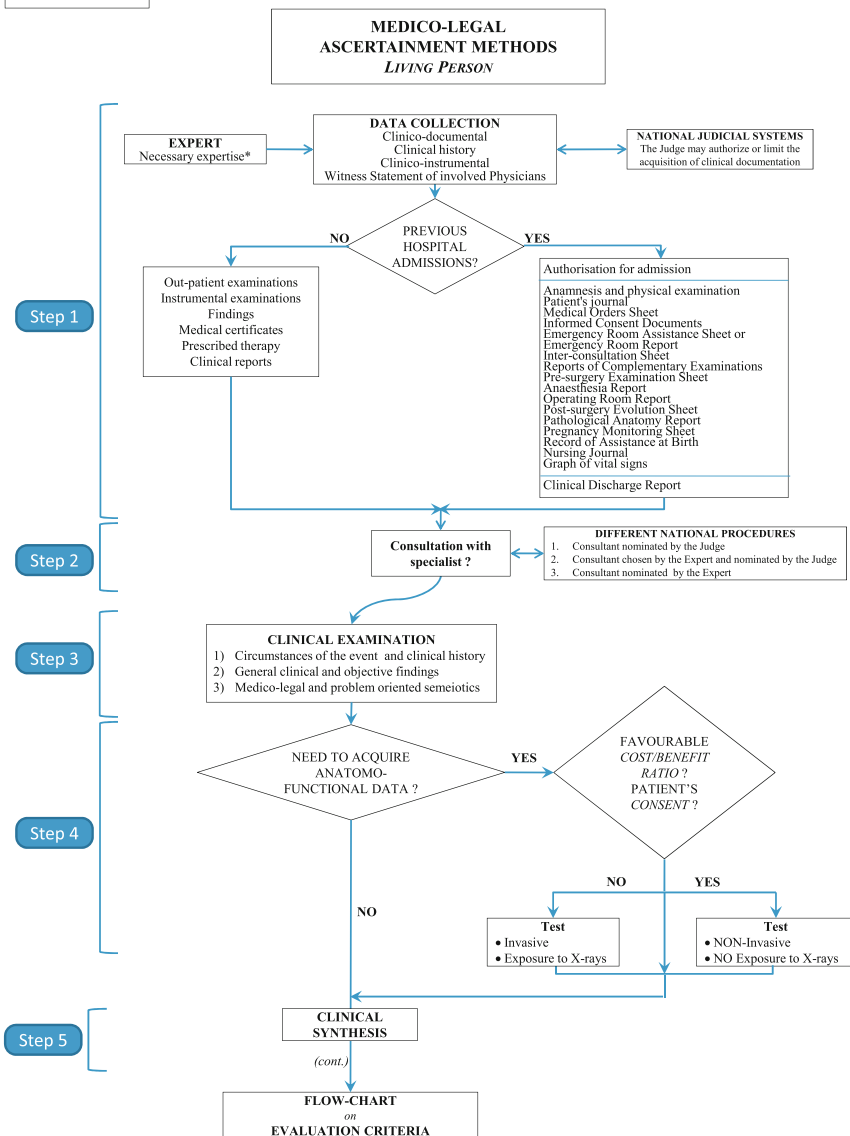 MEDICO-LEGAL
ASCERTAINMENT METHODS
LIVING PERSON
EXPERT
Necessary expertise*
DATA COLLECTION
Clinico-documental
Clinical history
Clinico-instrumental
Witness Statement of involved Physicians
NATIONAL JUDICIAL SYSTEMS
The Judge may authorize or limit the
acquisition of clinical documentation
NO
PREVIOUS
HOSPITAL
ADMISSIONS?
YES
Step 1
Out-patient examinations
Instrumental examinations
Findings
Medical certificates
Prescribed therapy
Clinical reports
Authorisation for admission
Anamnesis and physical examination
Patient's journal
Medical Orders Sheet
Informed Consent Documents
Emergency Room Assistance Sheet or
Emergency Room Report
Inter-consultation Sheet
Reports of Complementary Examinations
Pre-surgery Examination Sheet
Anaesthesia Report
Operating Room Report
Post-surgery Evolution Sheet
Pathological Anatomy Report
Pregnancy Monitoring Sheet
Record of Assistance at Birth
Nursing Journal
Graph of vital signs
Clinical Discharge Report
Step 2
Consultation with
specialist ?
DIFFERENT NATIONAL PROCEDURES
1. Consultant nominated by the Judge
2. Consultant chosen by the Expert and nominated by the Judge
3. Consultant nominated by the Expert
Step 3
CLINICAL EXAMINATION
1) Circumstances of the event and clinical history
2) General clinical and objective findings
3) Medico-legal and problem oriented semeiotics
Step 4
NEED TO ACQUIRE
ANATOMO-
FUNCTIONAL DATA ?
YES
FAVOURABLE
COST/BENEFIT
RATIO ?
PATIENT'S
CONSENT ?
NO
NO
YES
Test
• Invasive
• Exposure to X-rays
Test
• NON-Invasive
• NO Exposure to X-rays
Step 5
CLINICAL
SYNTHESIS
(cont.)
FLOW-CHART
on
EVALUATION CRITERIA